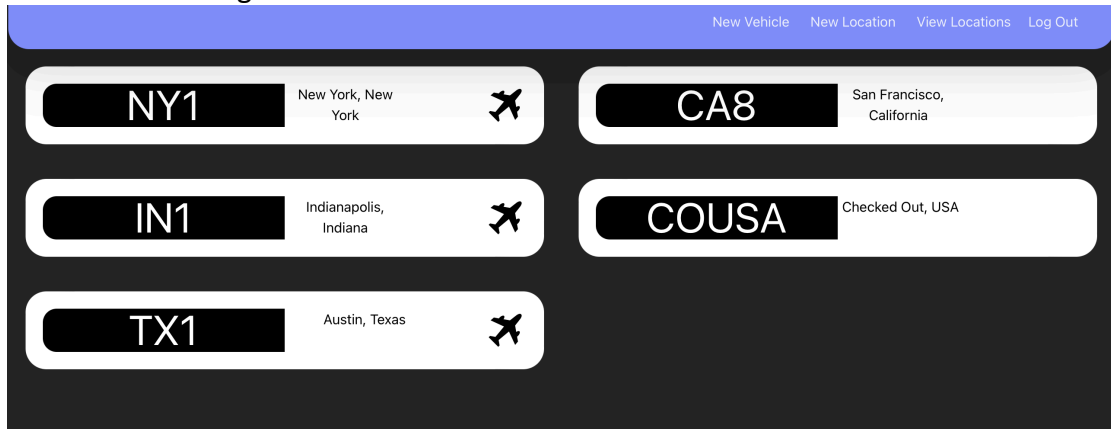 New Vehicle New Location View Locations Log Out
NY1
New York, New
York
CA8
San Francisco,
California
IN1
Indianapolis,
Indiana
COUSA
Checked Out, USA
TX1
Austin, Texas